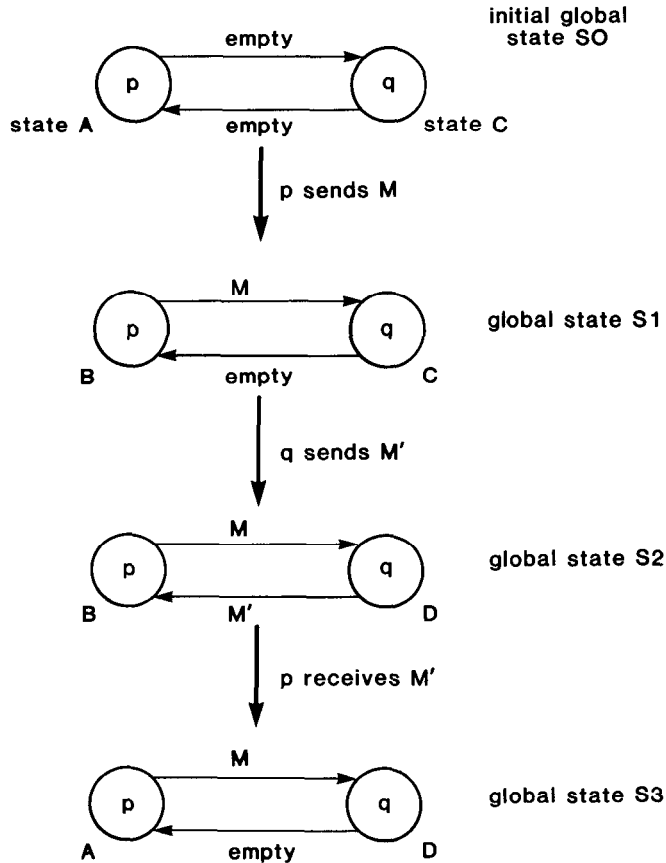 initial global
state SO
empty
p
q
state A
empty
state C
p sends M
M
p
q
global state S1
B
empty
C
q sends M'
M
p
q
global state S2
B
M'
D
p receives M'
M
p
q
global state S3
A
empty
D